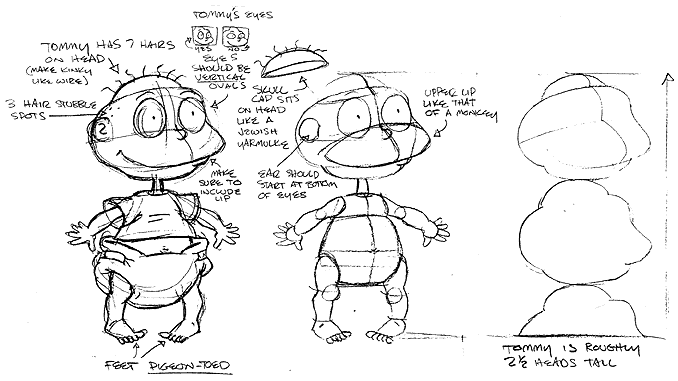 TOMMY'S EYES
YES
NO
EYES
SHOULD BE
VERTICAL
OVALS
TOMMY HAS 7 HAIRS
ON HEAD
(MAKE KINKY
LIKE WIRE)
3 HAIR STUBBLE
SPOTS
SKULL
CAP SITS
ON HEAD
LIKE A
JEWISH
YARMULKE
UPPER LIP
LIKE THAT
OF A MONKEY
MAKE
SURE TO
INCLUDE
LIP
EAR SHOULD
START AT BOTTOM
OF EYES
FEET PIGEON-TOED
TOMMY IS ROUGHLY
2½ HEADS TALL